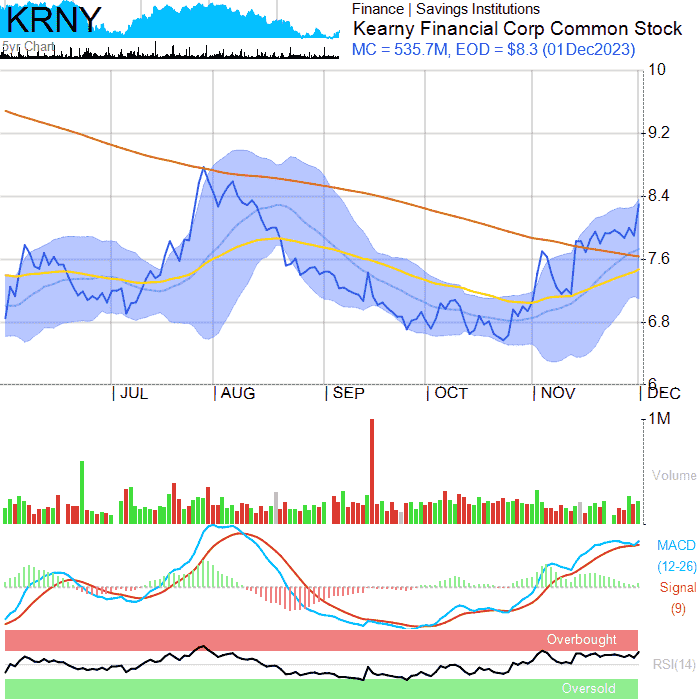 KRNY
5yr Chart
Finance | Savings Institutions
Kearny Financial Corp Common Stock
MC = 535.7M, EOD = $8.3 (01Dec2023)
10
9.2
8.4
7.6
6.8
6
JUL AUG SEP OCT NOV DEC
1M
Volume
MACD
(12-26)
Signal
(9)
Overbought
RSI(14)
Oversold